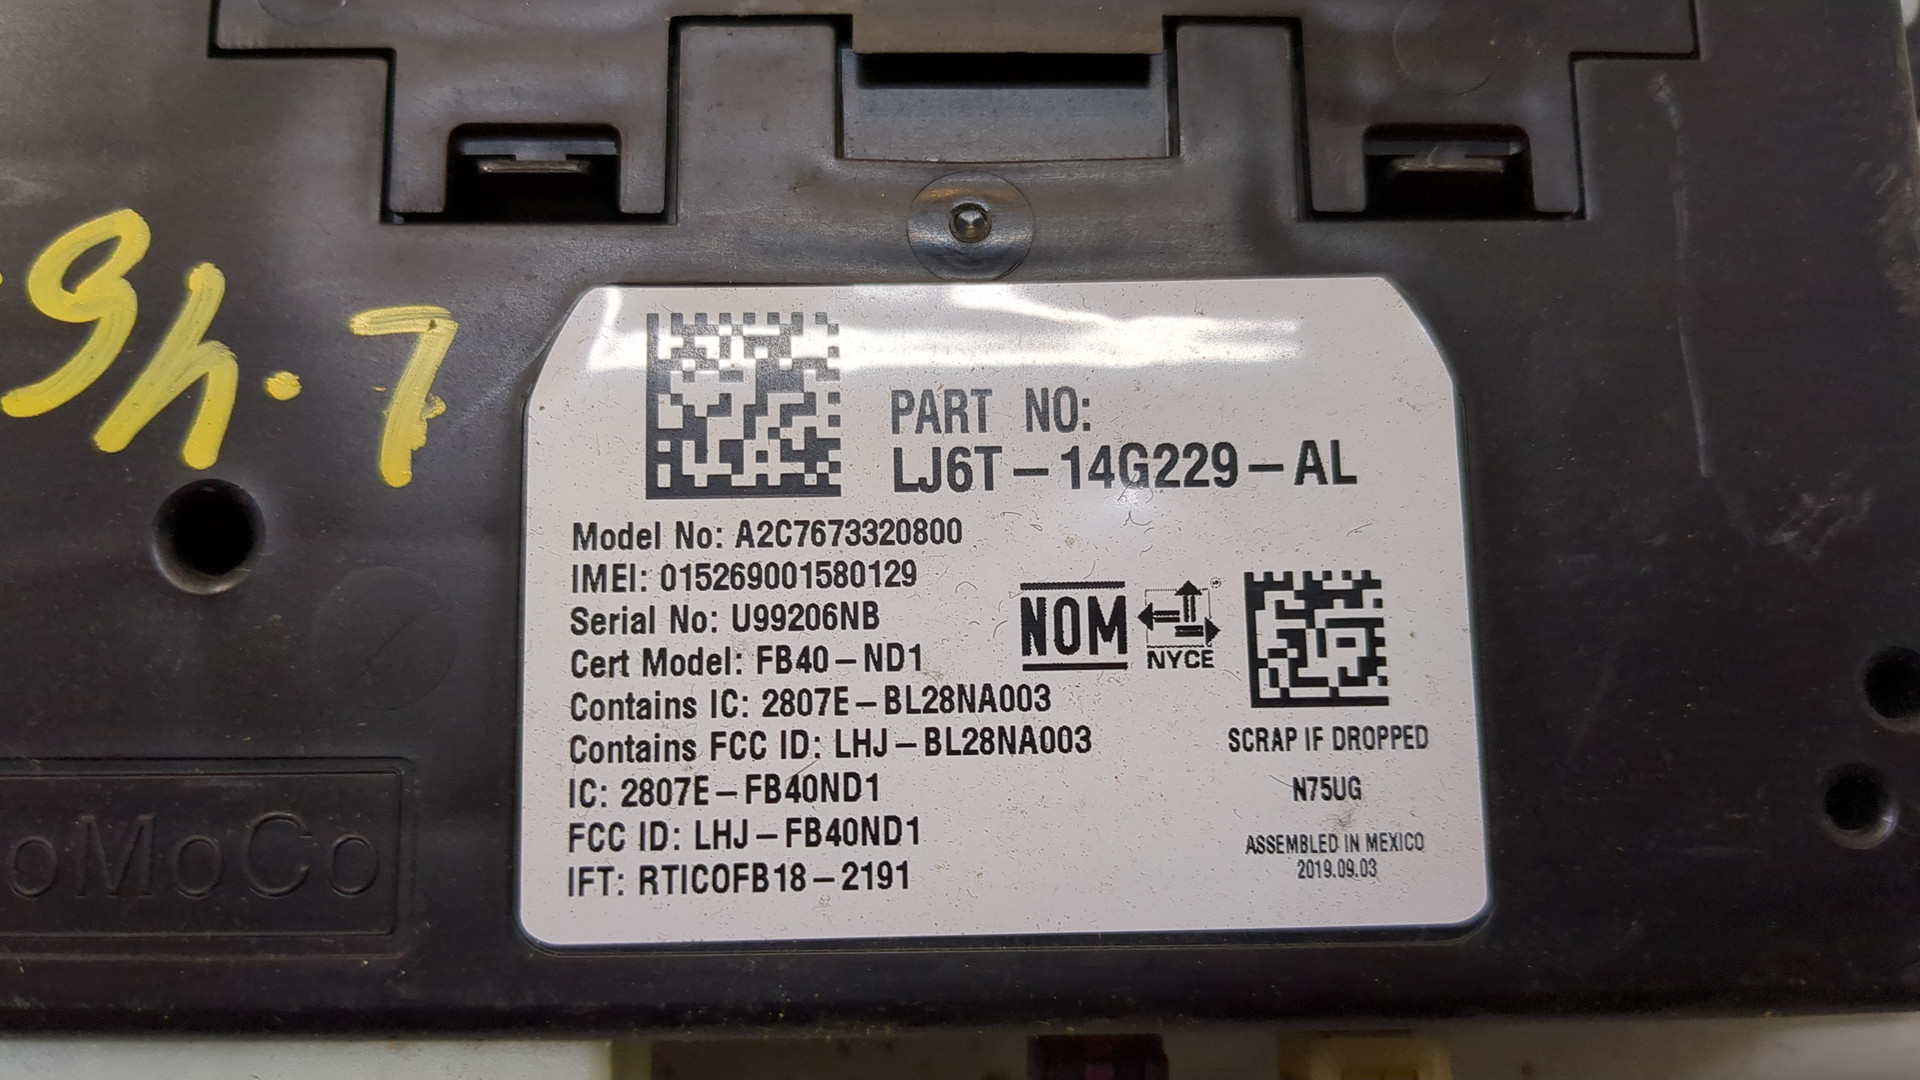 PART NO:
LJ6T-14G229-AL
Model No: A2C7673320800
IMEI: 015269001580129
Serial No: U99206NB
Cert Model: FB40-ND1
Contains IC: 2807E-BL28NA003
Contains FCC ID: LHJ-BL28NA003
IC: 2807E-FB40ND1
FCC ID: LHJ-FB40ND1
IFT: RTICOFB18-2191
NOM
NYCE
SCRAP IF DROPPED
N75UG
ASSEMBLED IN MEXICO
2019.09.03
oMoCo